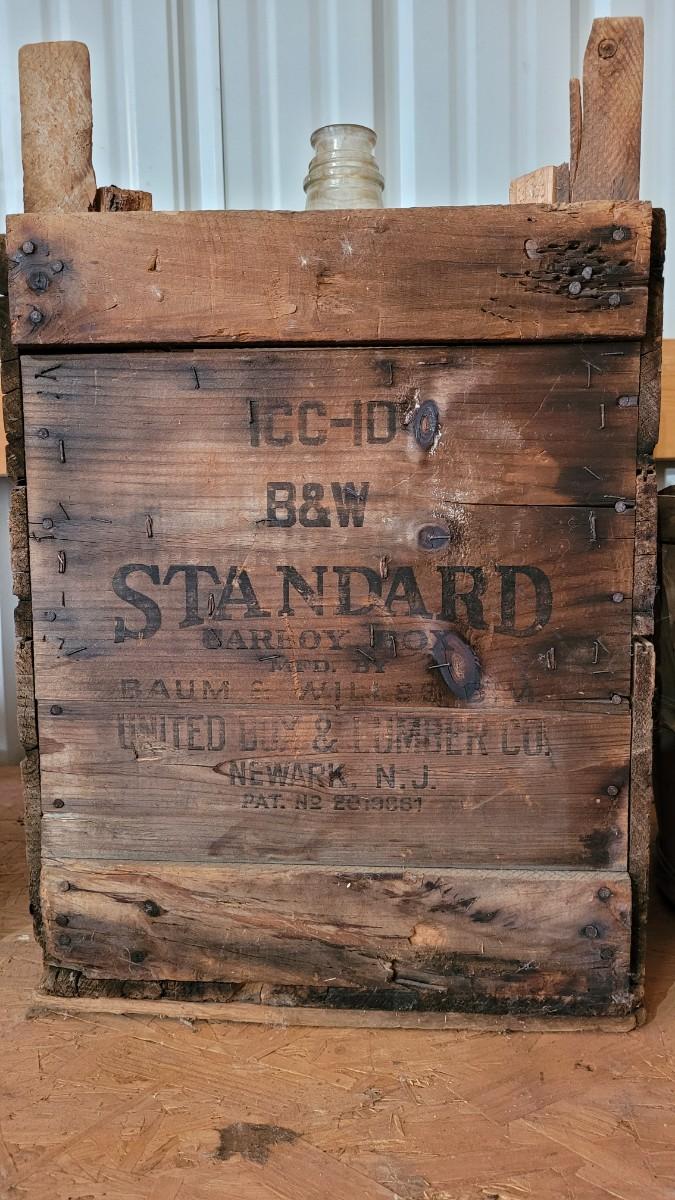 ICC-1D
B&W
STANDARD
CARBOY BOX
MFD. BY
BAUM &
UNITED BOX & LUMBER CO.
NEWARK, N.J.
PAT. Nº